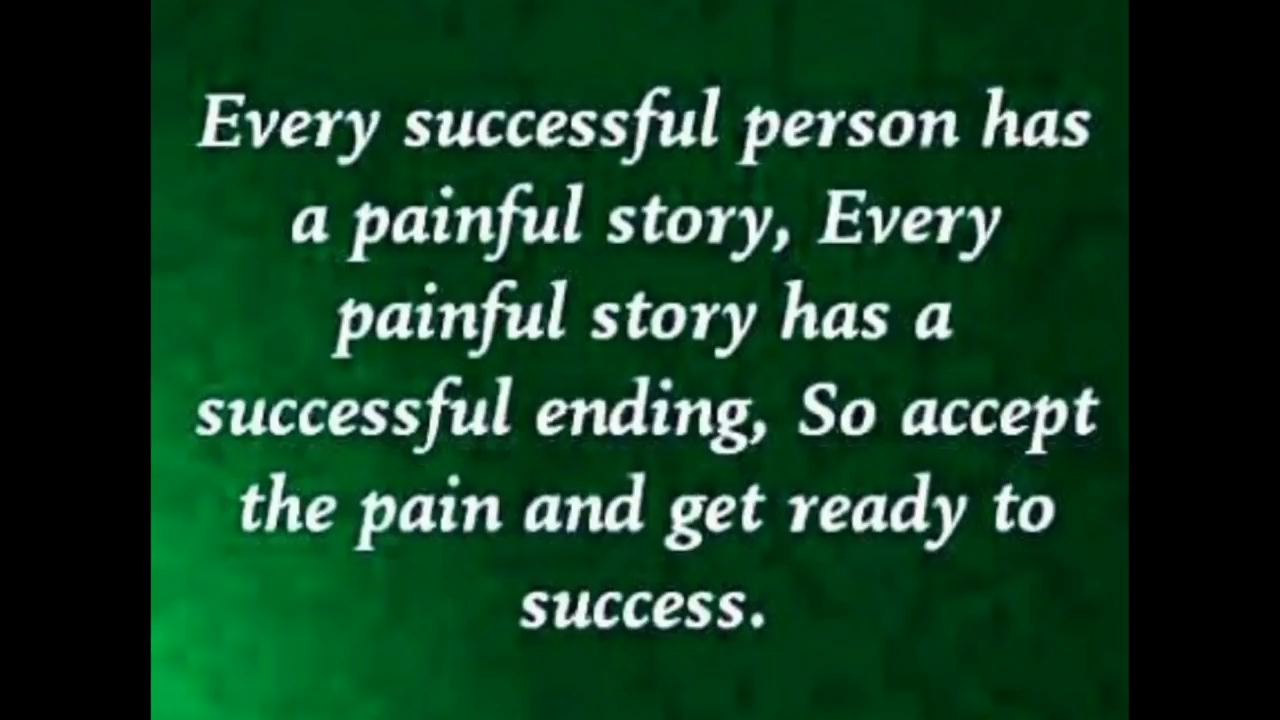 Every successful person has
a painful story, Every
painful story has a
successful ending, So accept
the pain and get ready to
success.